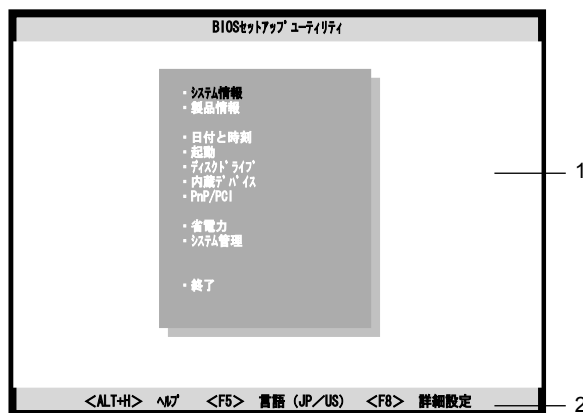 BIOSｾｯﾄｱｯﾌﾟ ﾕｰﾃｨﾘﾃｨ
・ｼｽﾃﾑ情報
・製品情報
・日付と時刻
・起動
・ﾃﾞｨｽｸﾄﾞﾗｲﾌﾞ
・内蔵ﾃﾞﾊﾞｲｽ
・PnP/PCI
・省電力
・ｼｽﾃﾑ管理
・終了
1
<ALT+H> ﾍﾙﾌﾟ <F5> 言語 (JP／US) <F8> 詳細設定
2